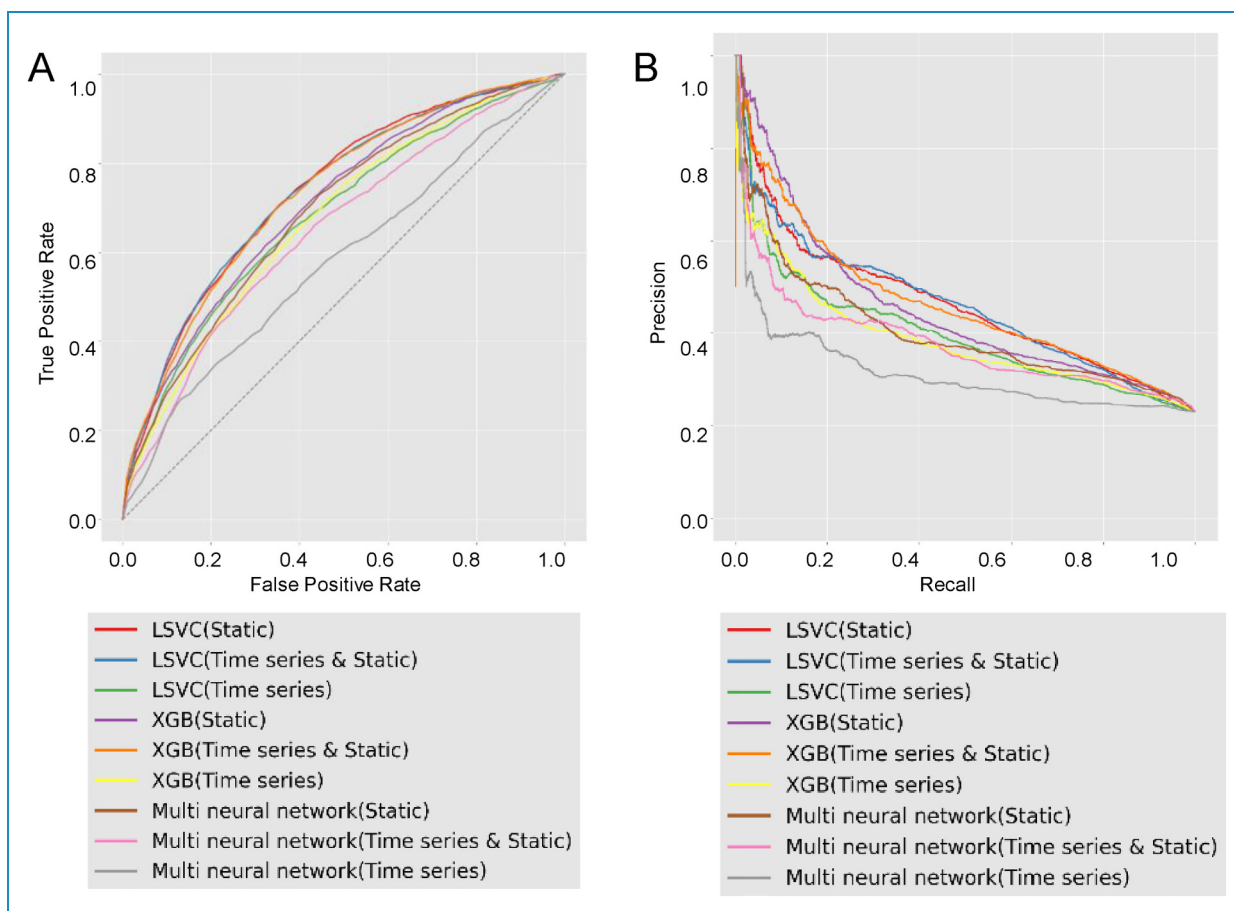 A
1.0
0.8
0.6
0.4
0.2
0.0
True Positive Rate
0.0 0.2 0.4 0.6 0.8 1.0
False Positive Rate
LSVC(Static)
LSVC(Time series & Static)
LSVC(Time series)
XGB(Static)
XGB(Time series & Static)
XGB(Time series)
Multi neural network(Static)
Multi neural network(Time series & Static)
Multi neural network(Time series)
B
1.0
0.8
0.6
0.4
0.2
0.0
Precision
0.0 0.2 0.4 0.6 0.8 1.0
Recall
LSVC(Static)
LSVC(Time series & Static)
LSVC(Time series)
XGB(Static)
XGB(Time series & Static)
XGB(Time series)
Multi neural network(Static)
Multi neural network(Time series & Static)
Multi neural network(Time series)